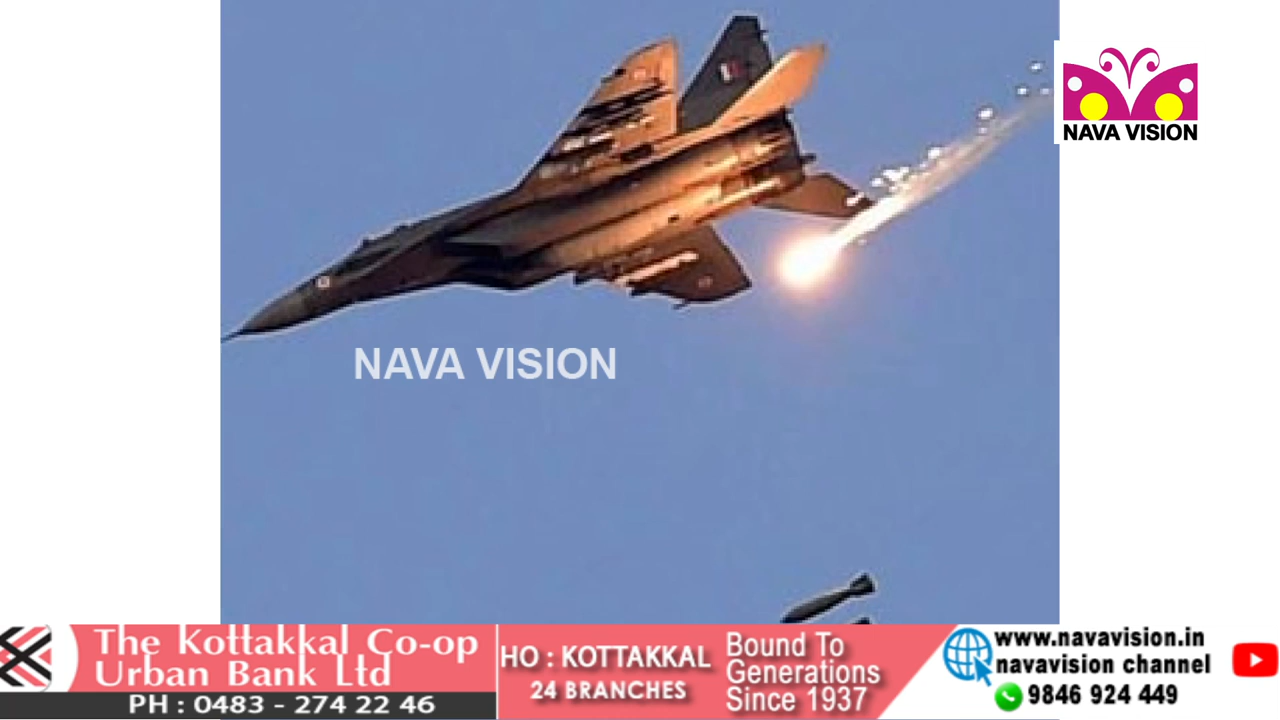 NAVA VISION
NAVA VISION
The Kottakkal Co-op
Urban Bank Ltd
PH : 0483 - 274 22 46
HO : KOTTAKKAL
24 BRANCHES
Bound To
Generations
Since 1937
www.navavision.in
navavision channel
9846 924 449